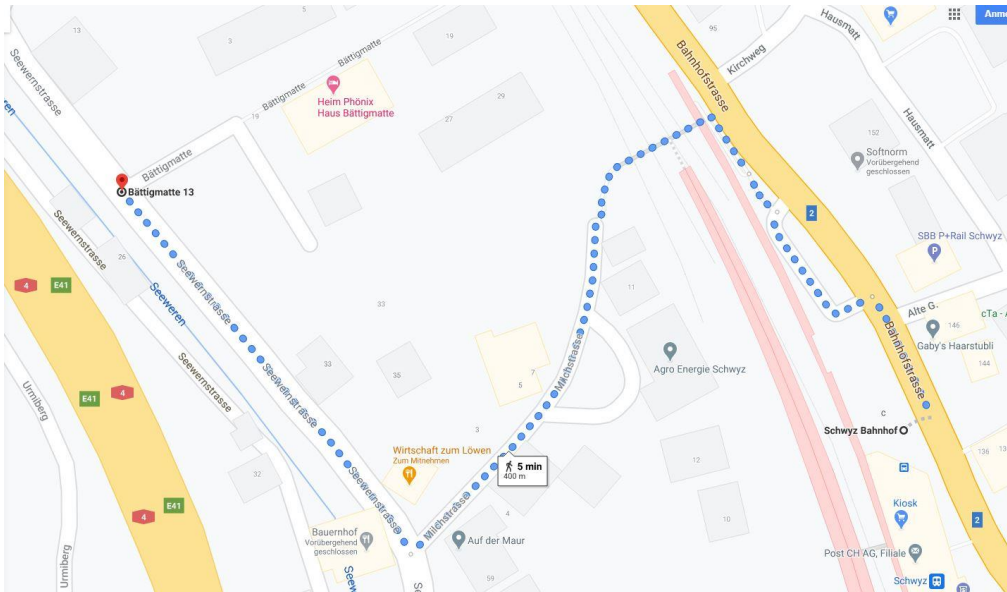 13
5
3
19
95
Anme
Seewernstrasse
Bättigmatte
Hausmatt
Kirchweg
Bahnhofstrasse
Heim Phönix
Haus Bättigmatte
29
27
19
Bättigmatte
152
Softnorm
Vorübergehend
geschlossen
Hausmatt
Bättigmatte
Bättigmatte 13
2
Seewernstrasse
26
SBB P+Rail Schwyz
P
4
E41
Seewernstrasse
Seeweren
11
33
Alte G.
cTa - A
146
Gaby's Haarstubli
144
Seewernstrasse
33
35
7
5
Milchstrasse
Agro Energie Schwyz
Bahnhofstrasse
E41
4
Urmiberg
Seewernstrasse
3
C
Schwyz Bahnhof
Wirtschaft zum Löwen
Zum Mitnehmen
5 min
400 m
12
136
32
Seewernstrasse
Milchstrasse
4
10
Kiosk
2
E41
4
Bauernhof
Vorübergehend
geschlossen
Auf der Maur
Post CH AG, Filiale
Urmiberg
59
Schwyz